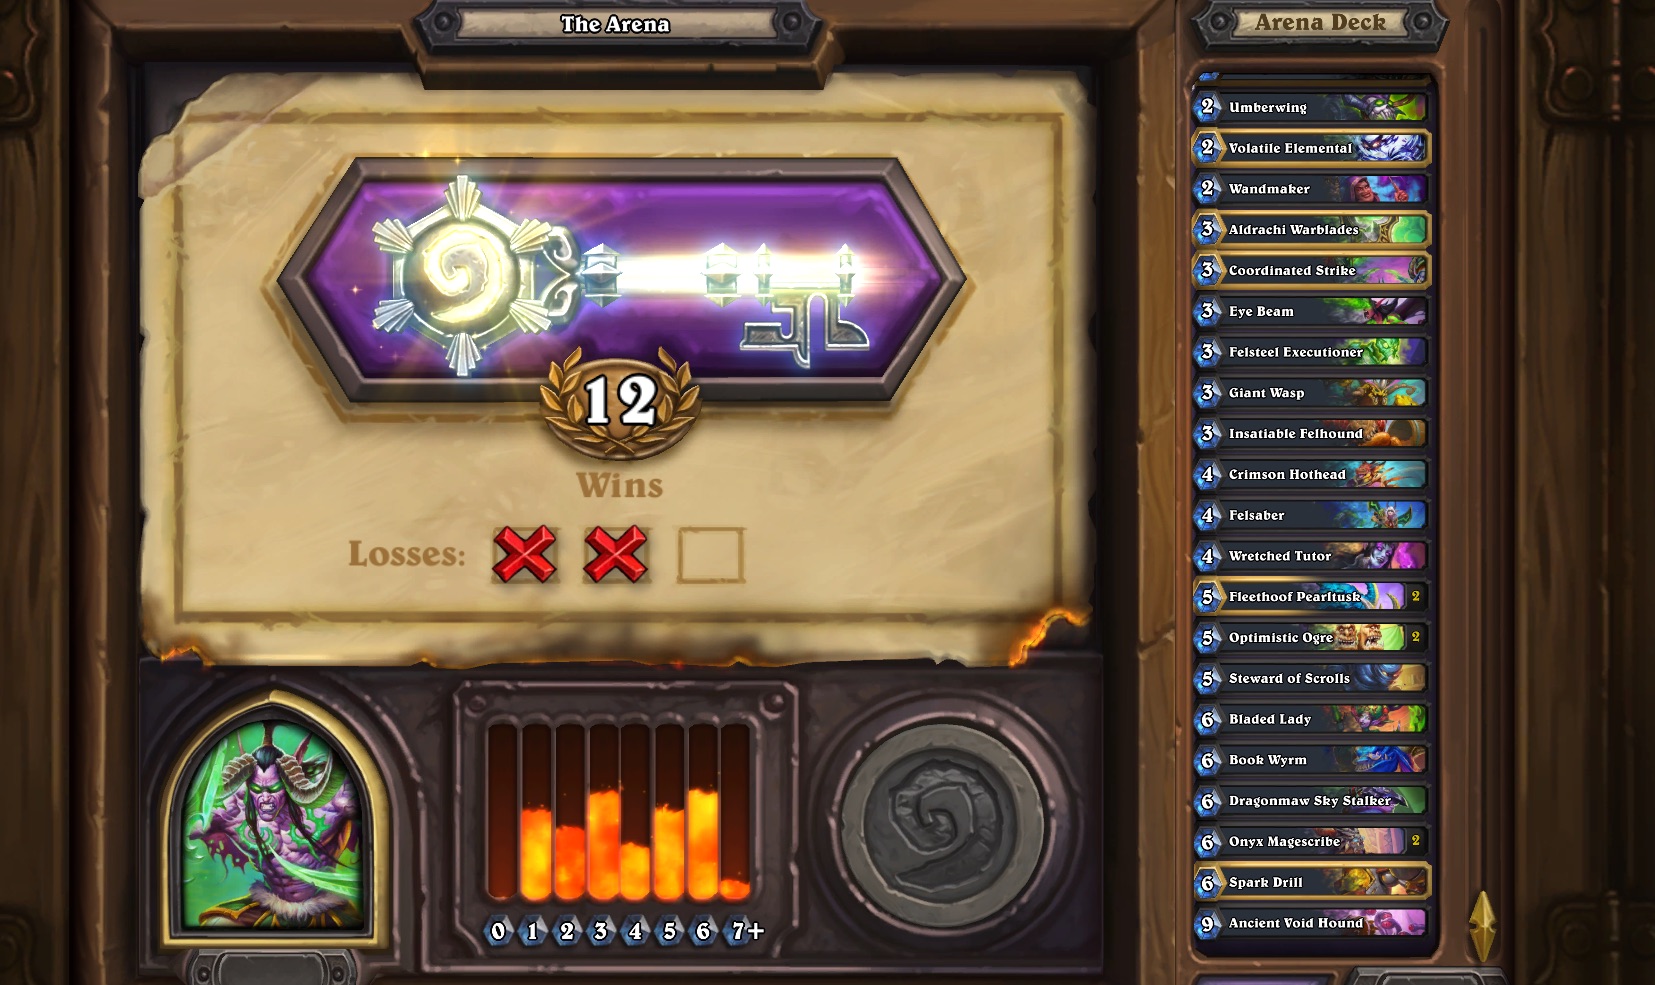 The Arena
12
Wins
Losses:
0 1 2 3 4 5 6 7+
Arena Deck
2 Umberwing
2 Volatile Elemental
2 Wandmaker
3 Aldrachi Warblades
3 Coordinated Strike
3 Eye Beam
3 Felsteel Executioner
3 Giant Wasp
3 Insatiable Felhound
4 Crimson Hothead
4 Felsaber
4 Wretched Tutor
5 Fleethoof Pearltusk 2
5 Optimistic Ogre 2
5 Steward of Scrolls
6 Bladed Lady
6 Book Wyrm
6 Dragonmaw Sky Stalker
6 Onyx Magescribe 2
6 Spark Drill
9 Ancient Void Hound